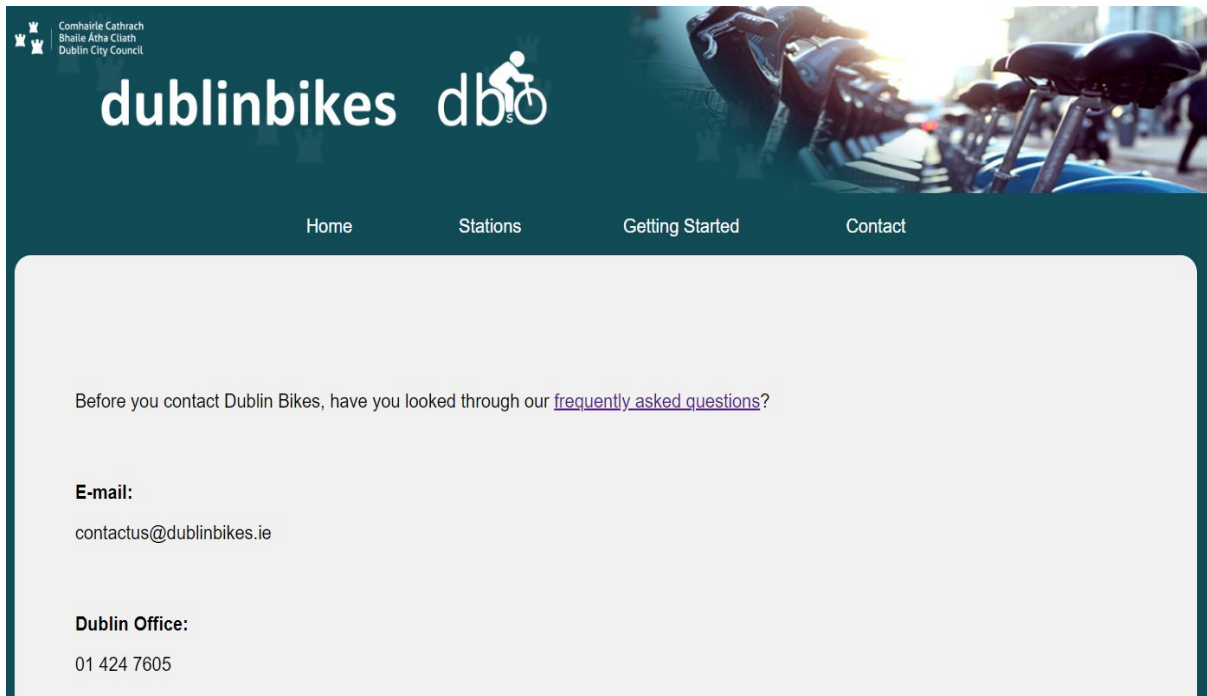 Comhairle Cathrach
Bhaile Átha Cliath
Dublin City Council
dublinbikes dbs
Home Stations Getting Started Contact
Before you contact Dublin Bikes, have you looked through our frequently asked questions?
E-mail:
contactus@dublinbikes.ie
Dublin Office:
01 424 7605